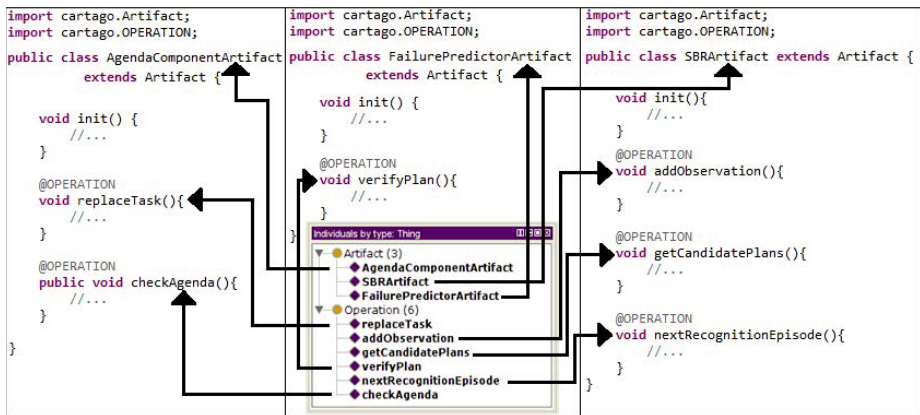 import cartago.Artifact;
import cartago.OPERATION;
public class AgendaComponentArtifact
extends Artifact {
void init() {
//...
}
@OPERATION
void replaceTask(){
//...
}
@OPERATION
public void checkAgenda(){
//...
}
}
import cartago.Artifact;
import cartago.OPERATION;
public class FailurePredictorArtifact
extends Artifact {
void init() {
//...
}
@OPERATION
void verifyPlan(){
//...
}
}
Individuals by type: Thing
Artifact (3)
AgendaComponentArtifact
SBRArtifact
FailurePredictorArtifact
Operation (6)
replaceTask
addObservation
getCandidatePlans
verifyPlan
nextRecognitionEpisode
checkAgenda
import cartago.Artifact;
import cartago.OPERATION;
public class SBRArtifact extends Artifact {
void init(){
//...
}
@OPERATION
void addObservation(){
//...
}
@OPERATION
void getCandidatePlans(){
//...
}
@OPERATION
void nextRecognitionEpisode(){
//...
}
}